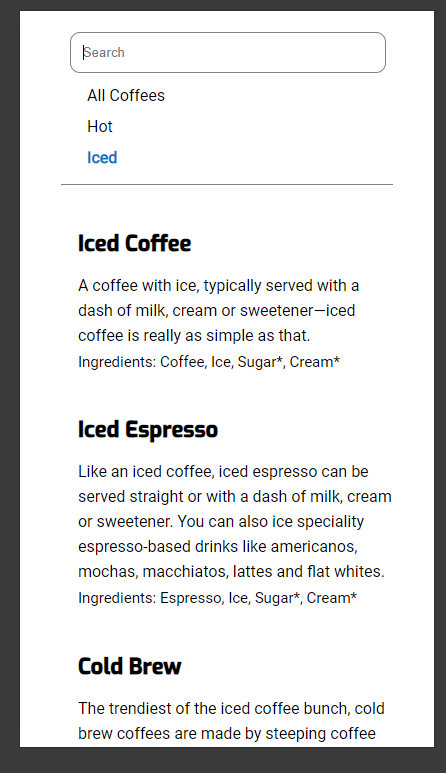 Search
All Coffees
Hot
Iced
Iced Coffee
A coffee with ice, typically served with a
dash of milk, cream or sweetener—iced
coffee is really as simple as that.
Ingredients: Coffee, Ice, Sugar*, Cream*
Iced Espresso
Like an iced coffee, iced espresso can be
served straight or with a dash of milk, cream
or sweetener. You can also ice speciality
espresso-based drinks like americanos,
mochas, macchiatos, lattes and flat whites.
Ingredients: Espresso, Ice, Sugar*, Cream*
Cold Brew
The trendiest of the iced coffee bunch, cold
brew coffees are made by steeping coffee